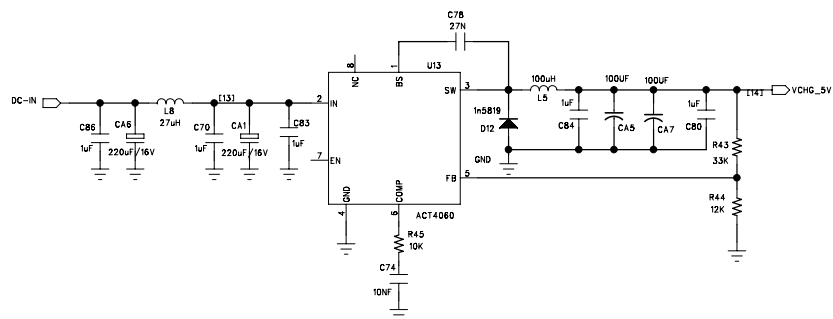 C78
27N
U13
8
NC
1
BS
DC-IN
L8
27uH
[13]
2
IN
SW
3
100uH
L5
100UF
100UF
[14]
VCHG_5V
C86
1uF
CA6
220uF/16V
C70
1uF
CA1
220uF/16V
C83
1uF
1n5819
D12
1uF
C84
CA5
CA7
1uF
C80
R43
33K
7
EN
GND
FB
5
GND
4
COMP
6
ACT4060
R44
12K
R45
10K
C74
10NF